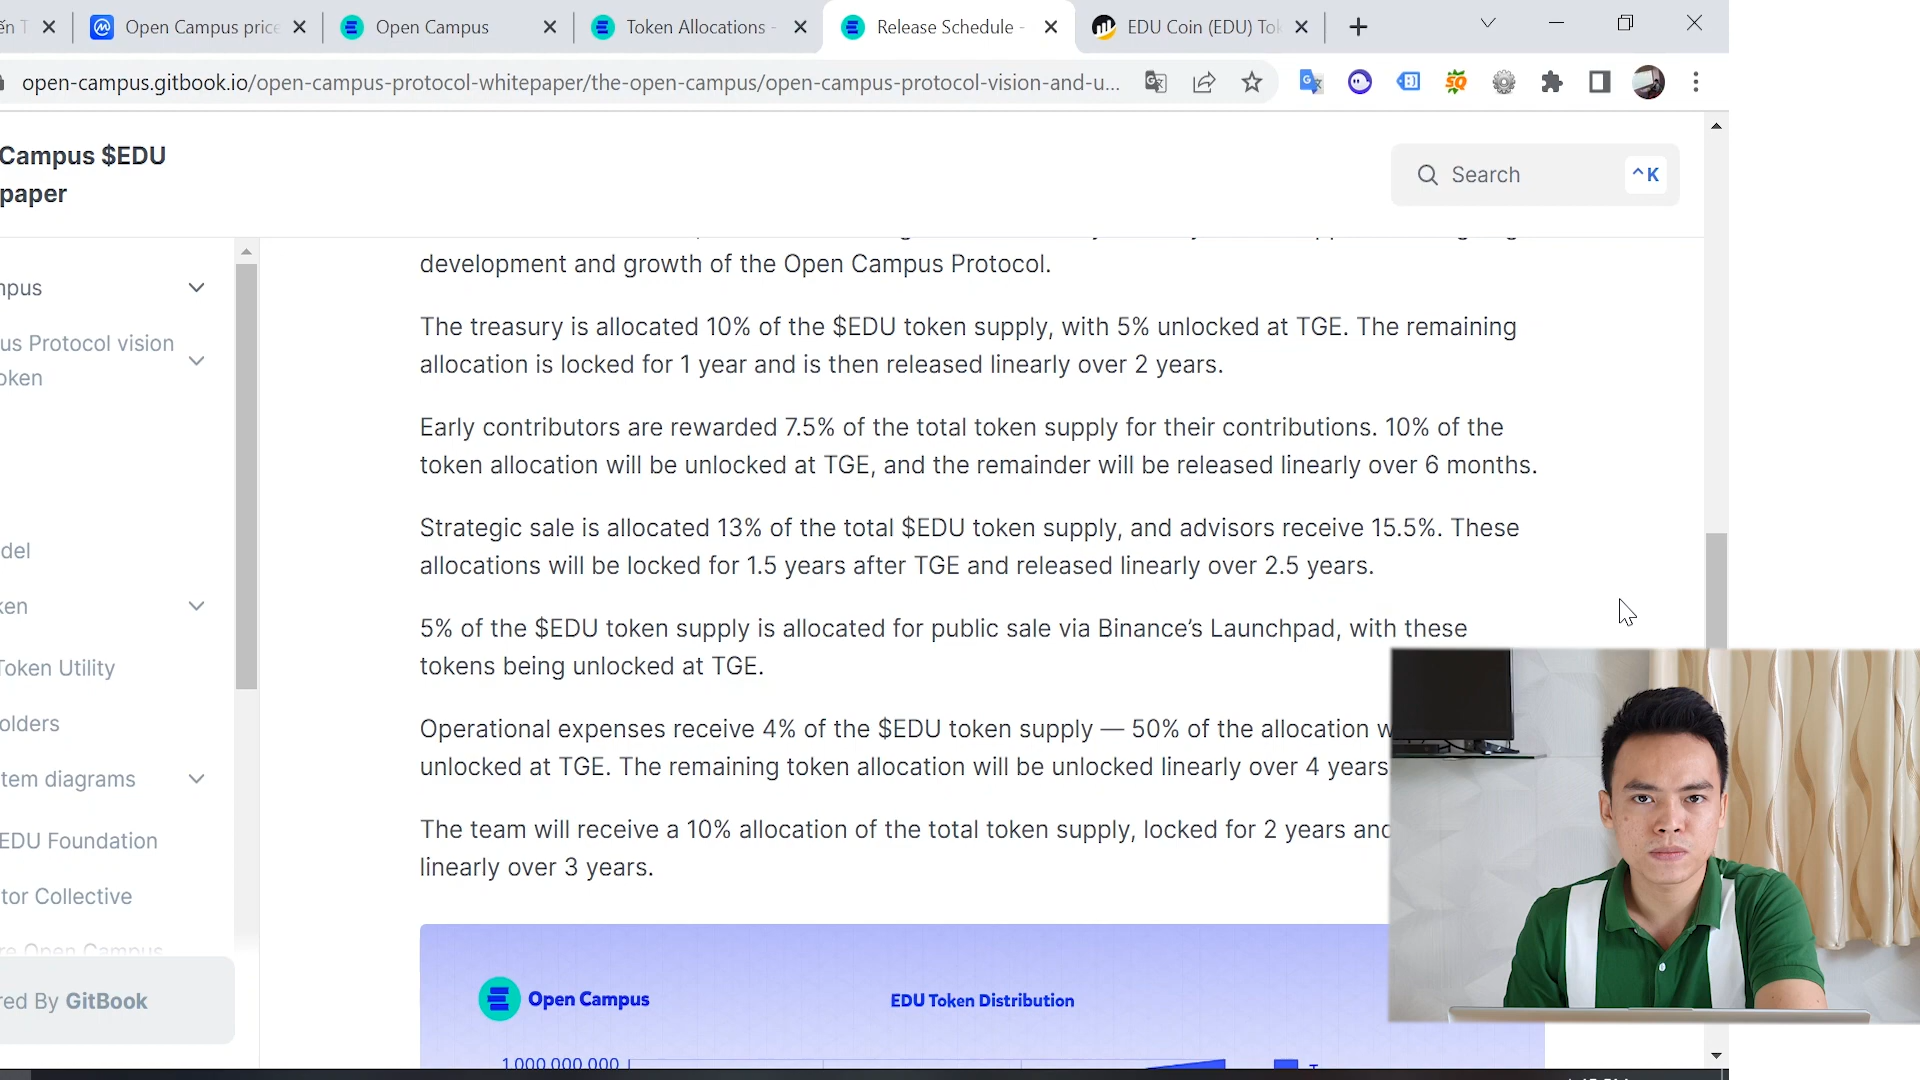 ến T
Open Campus price
Open Campus
Token Allocations -
Release Schedule -
EDU Coin (EDU) Tok
open-campus.gitbook.io/open-campus-protocol-whitepaper/the-open-campus/open-campus-protocol-vision-and-u...
Campus $EDU
paper
Search
^K
mpus
us Protocol vision
oken
del
ken
Token Utility
olders
tem diagrams
EDU Foundation
tor Collective
re Open Campus
red By GitBook
development and growth of the Open Campus Protocol.
The treasury is allocated 10% of the $EDU token supply, with 5% unlocked at TGE. The remaining
allocation is locked for 1 year and is then released linearly over 2 years.
Early contributors are rewarded 7.5% of the total token supply for their contributions. 10% of the
token allocation will be unlocked at TGE, and the remainder will be released linearly over 6 months.
Strategic sale is allocated 13% of the total $EDU token supply, and advisors receive 15.5%. These
allocations will be locked for 1.5 years after TGE and released linearly over 2.5 years.
5% of the $EDU token supply is allocated for public sale via Binance’s Launchpad, with these
tokens being unlocked at TGE.
Operational expenses receive 4% of the $EDU token supply — 50% of the allocation w
unlocked at TGE. The remaining token allocation will be unlocked linearly over 4 years.
The team will receive a 10% allocation of the total token supply, locked for 2 years and
linearly over 3 years.
Open Campus
EDU Token Distribution
1,000,000,000